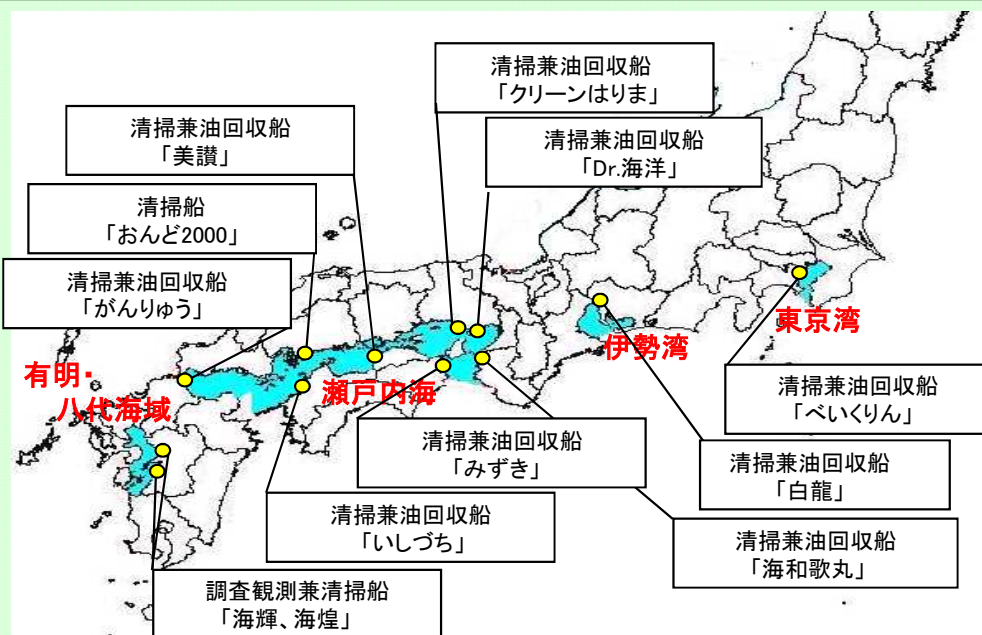 清掃兼油回収船
「クリーンはりま」
清掃兼油回収船
「美讃」
清掃兼油回収船
「Dr.海洋」
清掃船
「おんど2000」
清掃兼油回収船
「がんりゅう」
東京湾
伊勢湾
有明・
八代海域
瀬戸内海
清掃兼油回収船
「べいくりん」
清掃兼油回収船
「みずき」
清掃兼油回収船
「白龍」
清掃兼油回収船
「いしづち」
清掃兼油回収船
「海和歌丸」
調査観測兼清掃船
「海輝、海煌」